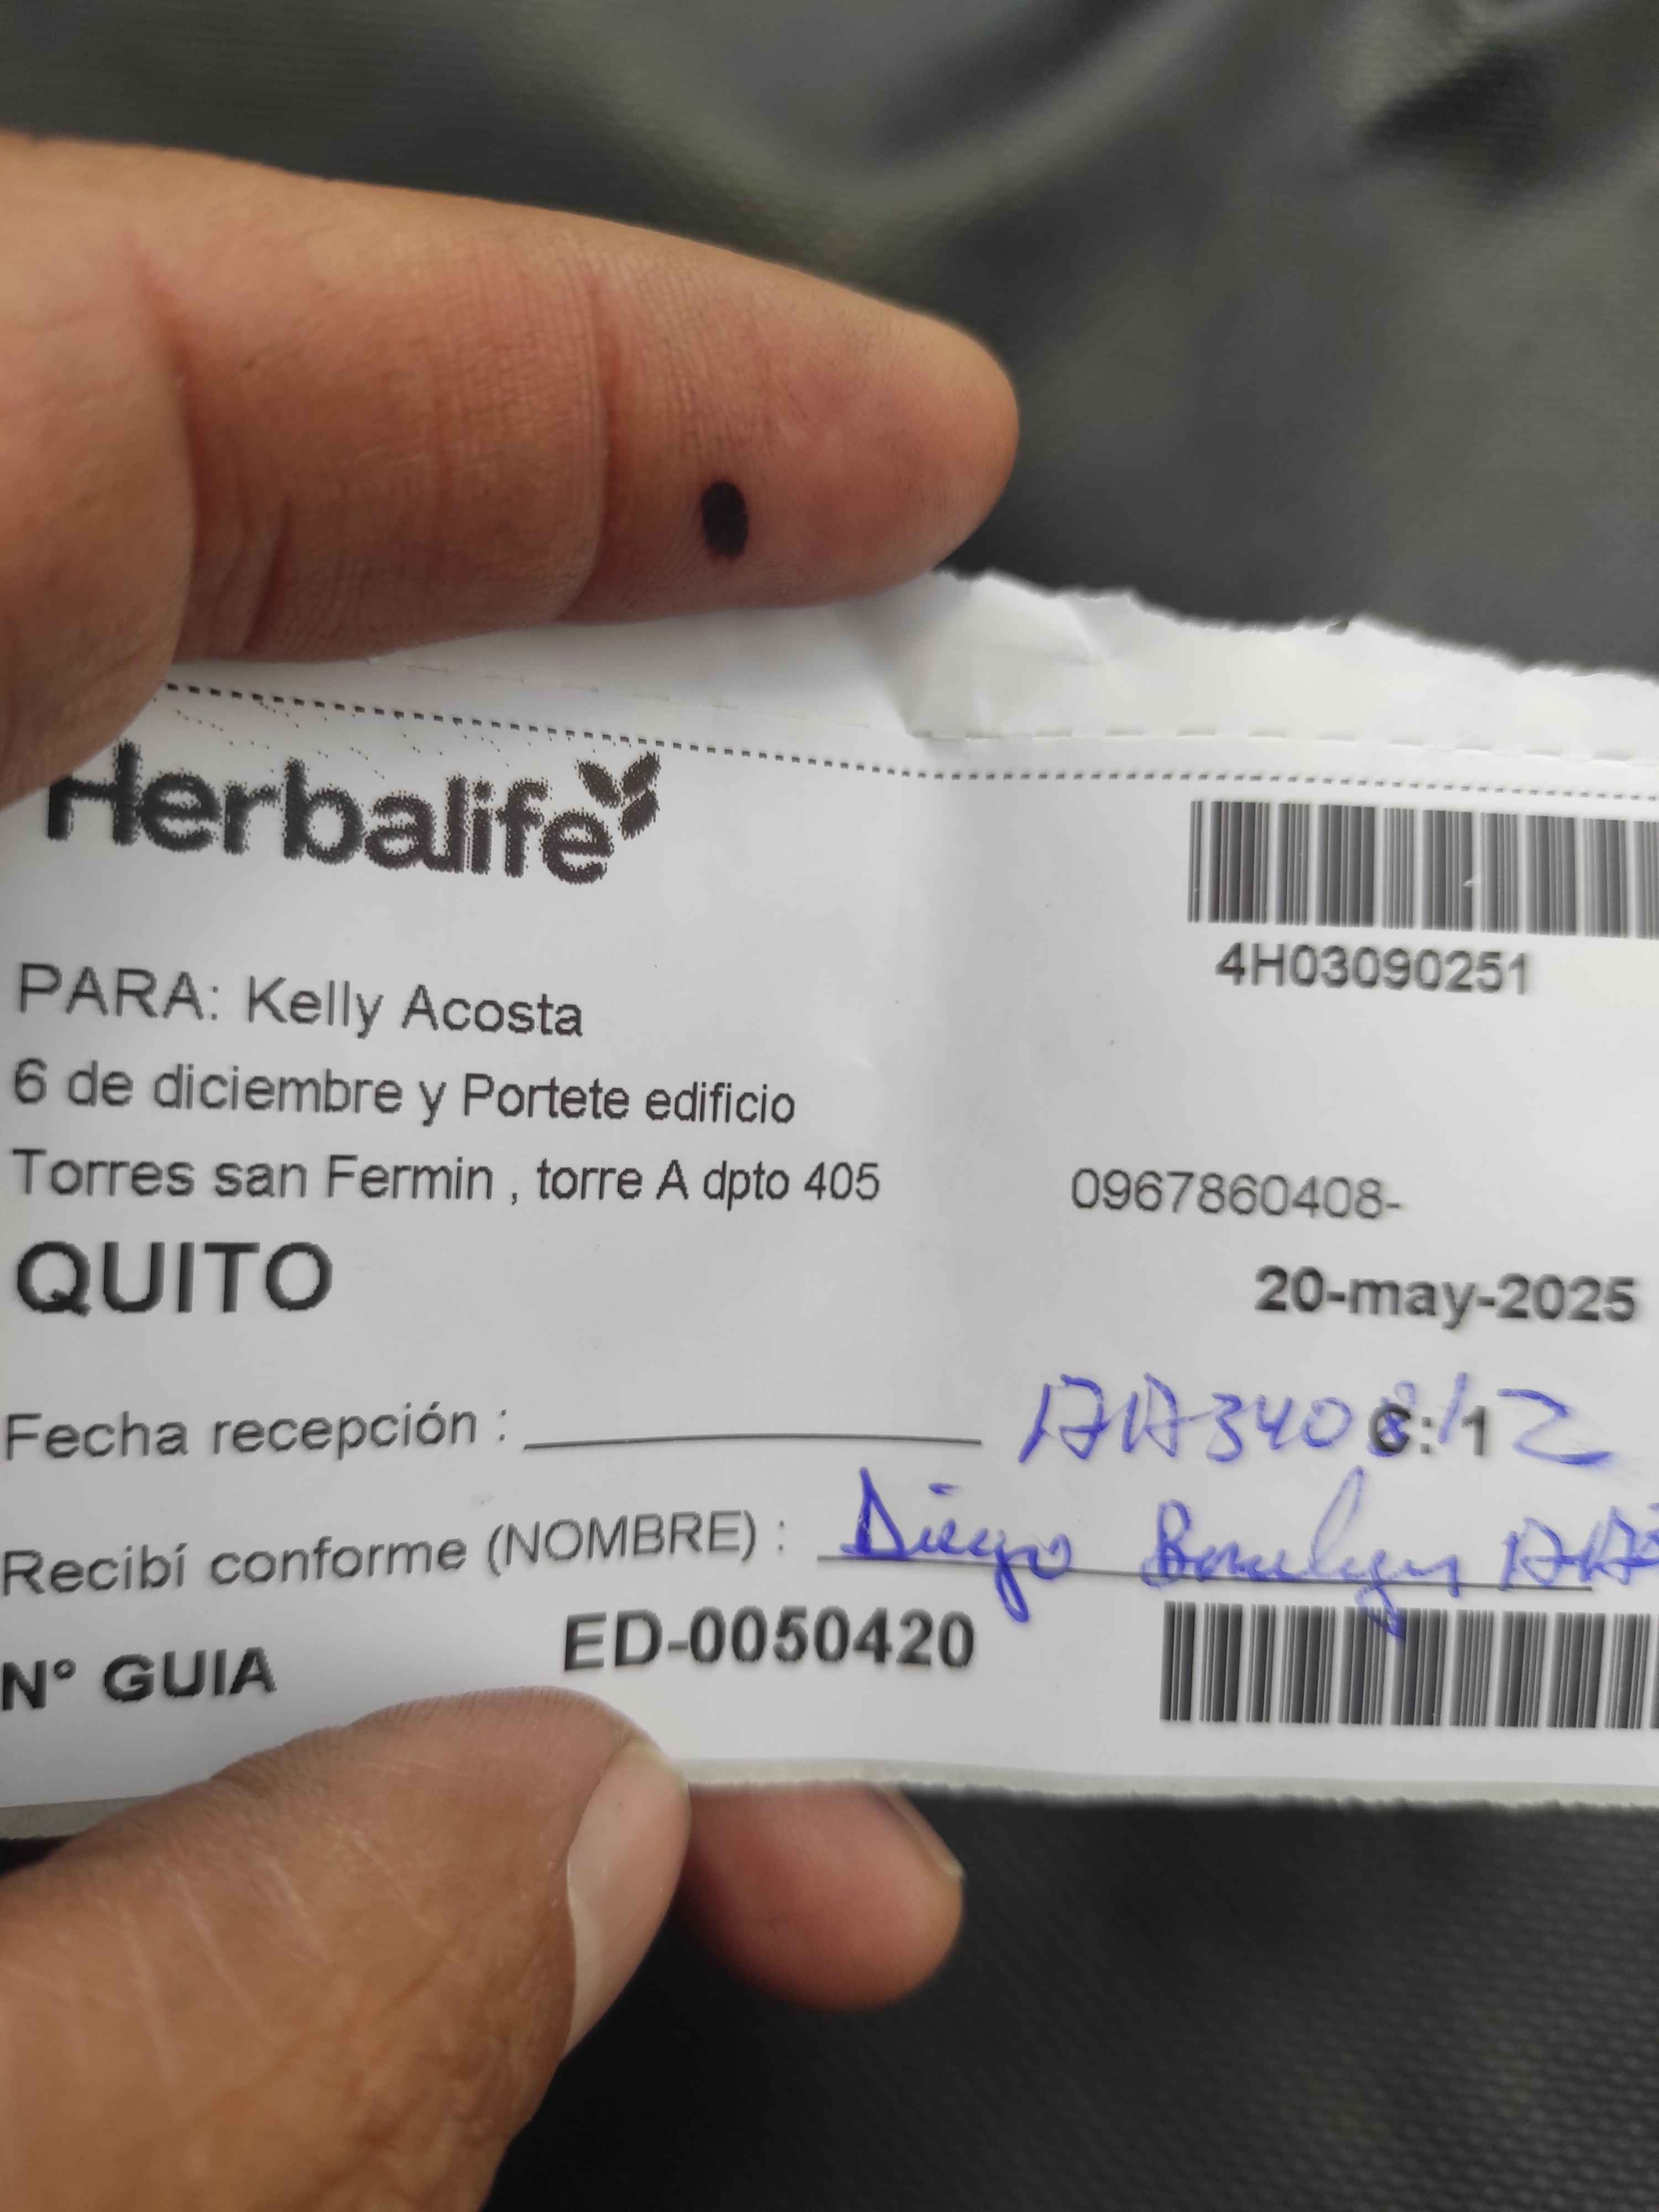 Herbalife
4H03090251
PARA: Kelly Acosta
6 de diciembre y Portete edificio
Torres san Fermin , torre A dpto 405
0967860408-
QUITO
20-may-2025
Fecha recepción :
C: 1
Recibí conforme (NOMBRE) : Diego
N° GUIA ED-0050420